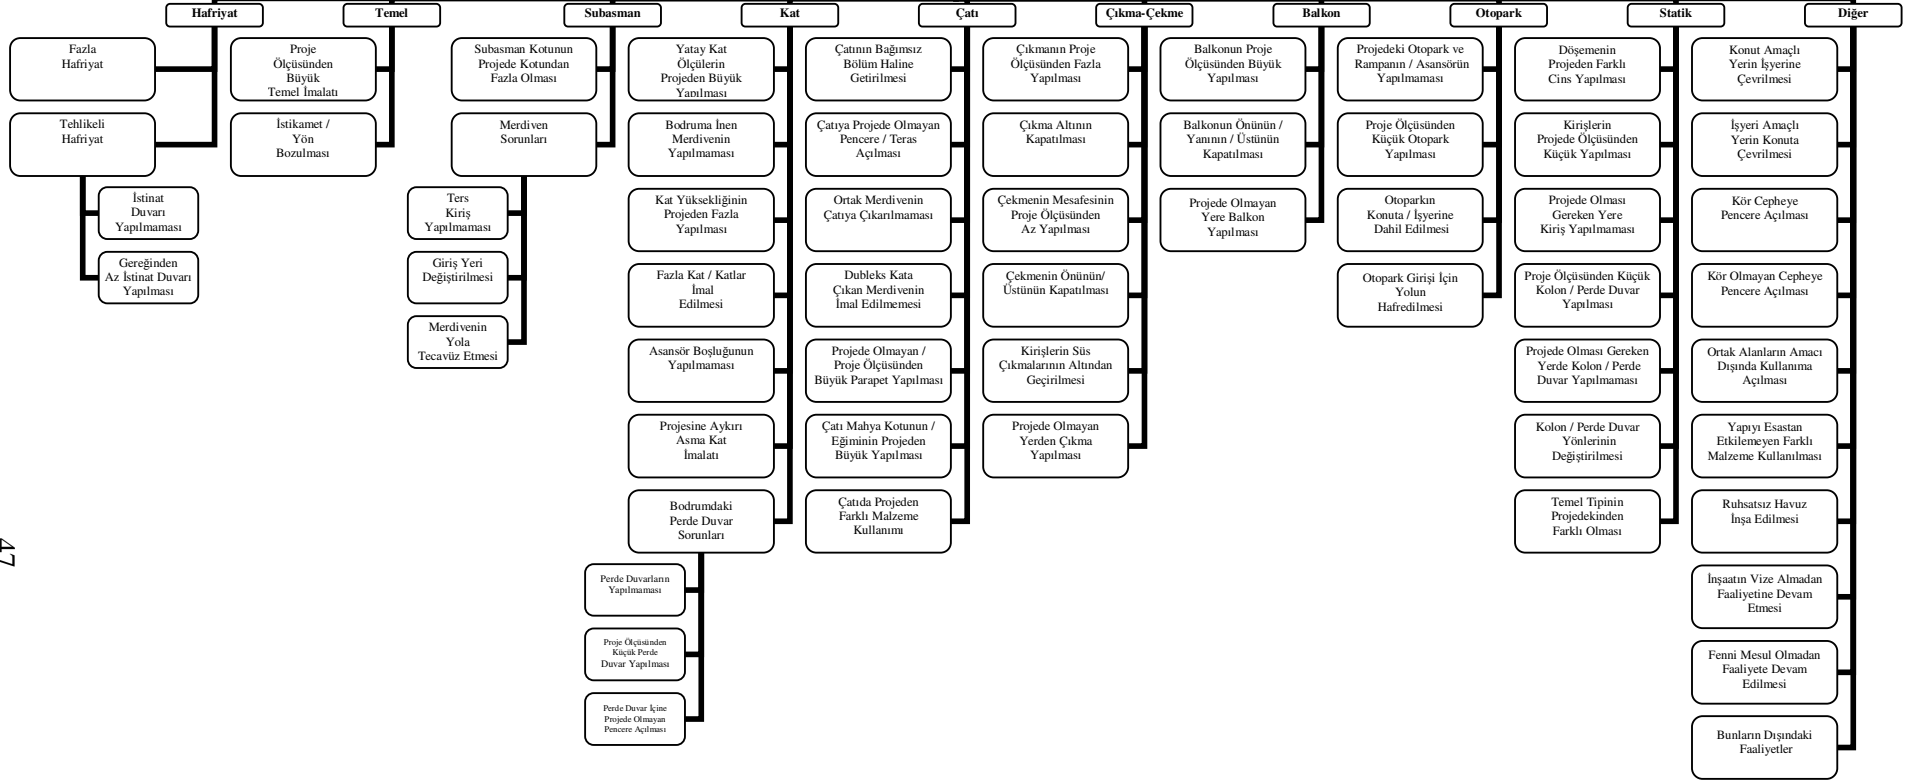 Hafriyat
Temel
Subasman
Kat
Çatı
Çıkma-Çekme
Balkon
Otopark
Statik
Diğer
Fazla
Hafriyat
Tehlikeli
Hafriyat
İstinat
Duvarı
Yapılmaması
Gereğinden
Az İstinat Duvarı
Yapılması
Proje
Ölçüsünden
Büyük
Temel İmalatı
İstikamet /
Yön
Bozulması
Subasman Kotunun
Projede Kotundan
Fazla Olması
Merdiven
Sorunları
Ters
Kiriş
Yapılmaması
Giriş Yeri
Değiştirilmesi
Merdivenin
Yola
Tecavüz Etmesi
Yatay Kat
Ölçülerin
Projeden Büyük
Yapılması
Bodruma İnen
Merdivenin
Yapılmaması
Kat Yüksekliğinin
Projeden Fazla
Yapılması
Fazla Kat / Katlar
İmal
Edilmesi
Asansör Boşluğunun
Yapılmaması
Projesine Aykırı
Asma Kat
İmalatı
Bodrumdaki
Perde Duvar
Sorunları
Perde Duvarların
Yapılmaması
Proje Ölçüsünden
Küçük Perde
Duvar Yapılması
Perde Duvar İçine
Projede Olmayan
Pencere Açılması
Çatının Bağımsız
Bölüm Haline
Getirilmesi
Çatıya Projede Olmayan
Pencere / Teras
Açılması
Ortak Merdivenin
Çatıya Çıkarılmaması
Dubleks Kata
Çıkan Merdivenin
İmal Edilmemesi
Projede Olmayan /
Proje Ölçüsünden
Büyük Parapet Yapılması
Çatı Mahya Kotunun /
Eğiminin Projeden
Büyük Yapılması
Çatıda Projeden
Farklı Malzeme
Kullanımı
Çıkmanın Proje
Ölçüsünden Fazla
Yapılması
Çıkma Altının
Kapatılması
Çekmenin Mesafesinin
Proje Ölçüsünden
Az Yapılması
Çekmenin Önünün/
Üstünün Kapatılması
Kirişlerin Süs
Çıkmalarının Altından
Geçirilmesi
Projede Olmayan
Yerden Çıkma
Yapılması
Balkonun Proje
Ölçüsünden Büyük
Yapılması
Balkonun Önünün /
Yanının / Üstünün
Kapatılması
Projede Olmayan
Yere Balkon
Yapılması
Projedeki Otopark ve
Rampanın / Asansörün
Yapılmaması
Proje Ölçüsünden
Küçük Otopark
Yapılması
Otoparkın
Konuta / İşyerine
Dahil Edilmesi
Otopark Girişi İçin
Yolun
Hafredilmesi
Döşemenin
Projeden Farklı
Cins Yapılması
Kirişlerin
Projede Ölçüsünden
Küçük Yapılması
Projede Olması
Gereken Yere
Kiriş Yapılmaması
Proje Ölçüsünden Küçük
Kolon / Perde Duvar
Yapılması
Projede Olması Gereken
Yerde Kolon / Perde
Duvar Yapılmaması
Kolon / Perde Duvar
Yönlerinin
Değiştirilmesi
Temel Tipinin
Projedekinden
Farklı Olması
Konut Amaçlı
Yerin İşyerine
Çevrilmesi
İşyeri Amaçlı
Yerin Konuta
Çevrilmesi
Kör Cepheye
Pencere Açılması
Kör Olmayan Cepheye
Pencere Açılması
Ortak Alanların Amacı
Dışında Kullanıma
Açılması
Yapıyı Esastan
Etkilemeyen Farklı
Malzeme Kullanılması
Ruhsatsız Havuz
İnşa Edilmesi
İnşaatın Vize Almadan
Faaliyetine Devam
Etmesi
Fenni Mesul Olmadan
Faaliyete Devam
Edilmesi
Bunların Dışındaki
Faaliyetler
47